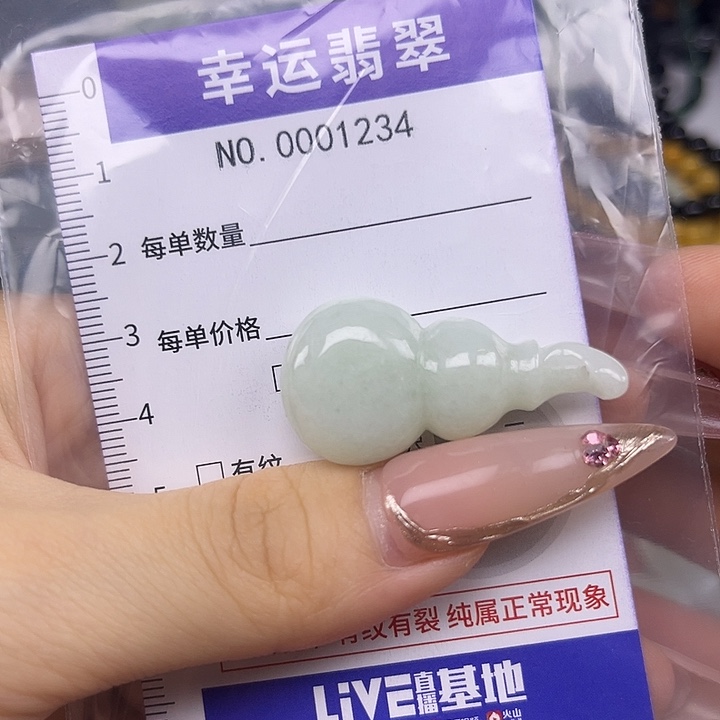 幸运翡翠
NO. 0001234
0
1
2 每单数量
3 每单价格
4
有纹
有纹有裂 纯属正常现象
LiVE直播基地
火山